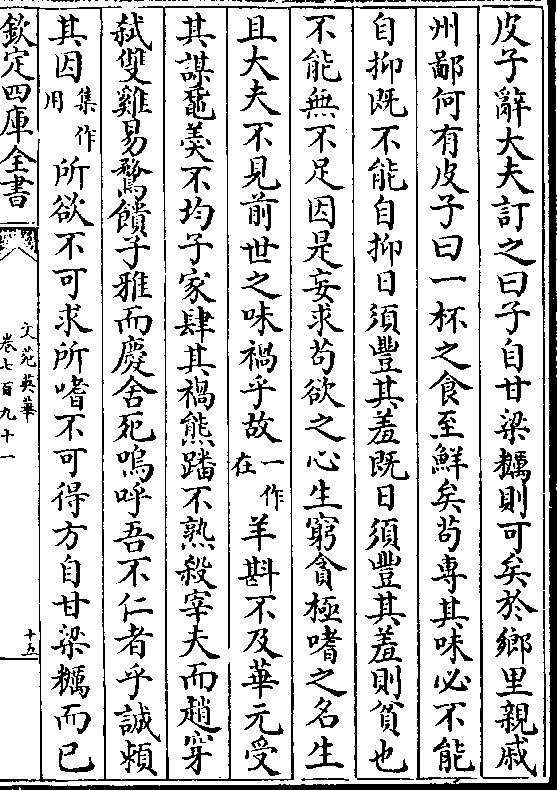 皮子辭大夫訂之曰子自甘粱糲則可矣於鄉里親戚
州鄙何有皮子曰一杯之食至鮮矣苟專其味必不能
自抑既不能自抑日須豐其羞既日須豐其羞則貧也
不能無不足因是妄求苟欲之心生窮貪極嗜之名生
且大夫不見前世之味禍乎故一作在羊斟不及華元受
其謀黿羮不均子家肆其禍熊蹯不熟殺宰夫而趙穿
弑雙雞易鶩饋子雅而慶舍死嗚呼吾不仁者乎誠頼
其因集作用所欲不可求所嗜不可得方自甘粱糲而已
欽定四庫全書
文苑英華
卷七百九十一
十五